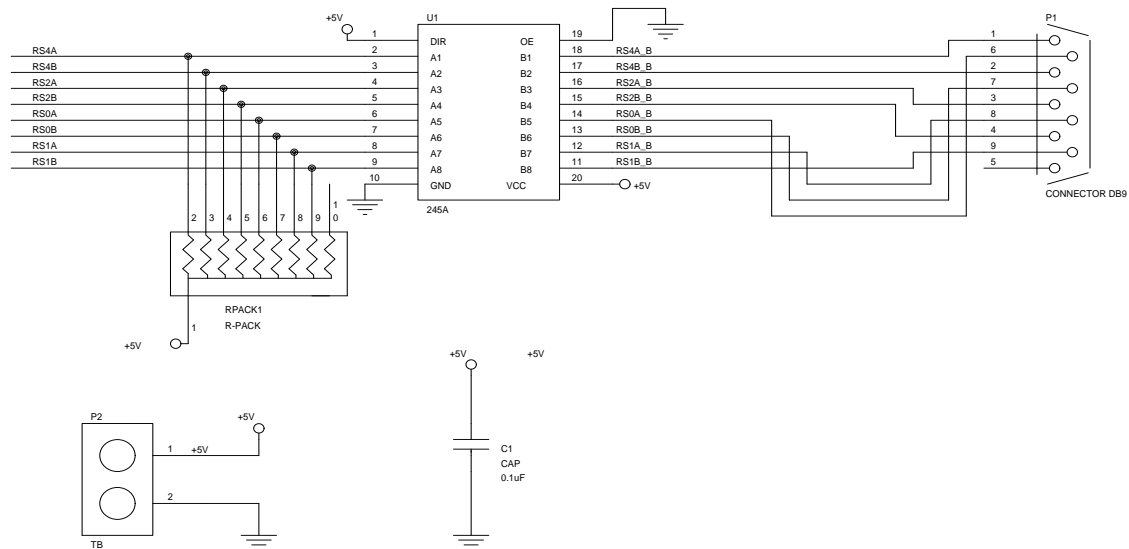 +5V
U1
P1
1
DIR
OE
19
1
RS4A
2
A1
B1
18
RS4A_B
6
RS4B
3
A2
B2
17
RS4B_B
2
RS2A
4
A3
B3
16
RS2A_B
7
RS2B
5
A4
B4
15
RS2B_B
3
RS0A
6
A5
B5
14
RS0A_B
8
RS0B
7
A6
B6
13
RS0B_B
4
RS1A
8
A7
B7
12
RS1A_B
9
RS1B
9
A8
B8
11
RS1B_B
5
10
GND
VCC
20
+5V
CONNECTOR DB9
245A
2
3
4
5
6
7
8
9
10
RPACK1
R-PACK
1
+5V
+5V
+5V
P2
+5V
1
+5V
2
TB
C1
CAP
0.1uF